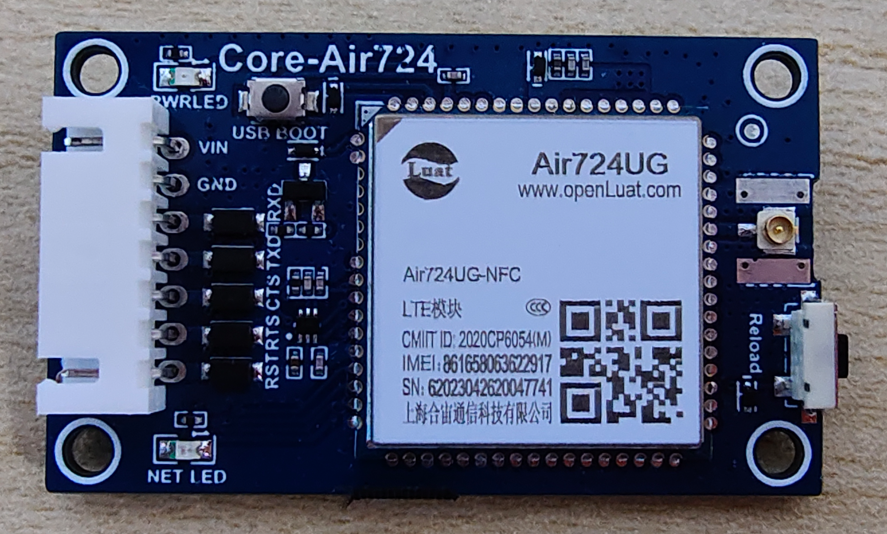 Core-Air724
PWRLED
USB BOOT
VIN
GND
RXD
TXD
CTS
RTS
RST
NET LED
Luat
Air724UG
www.openLuat.com
Air724UG-NFC
LTE模块
CCC
CMIIT ID: 2020CP6054(M)
IMEI: 861658063622917
SN: 62023042620047741
上海合宙通信科技有限公司
Reload